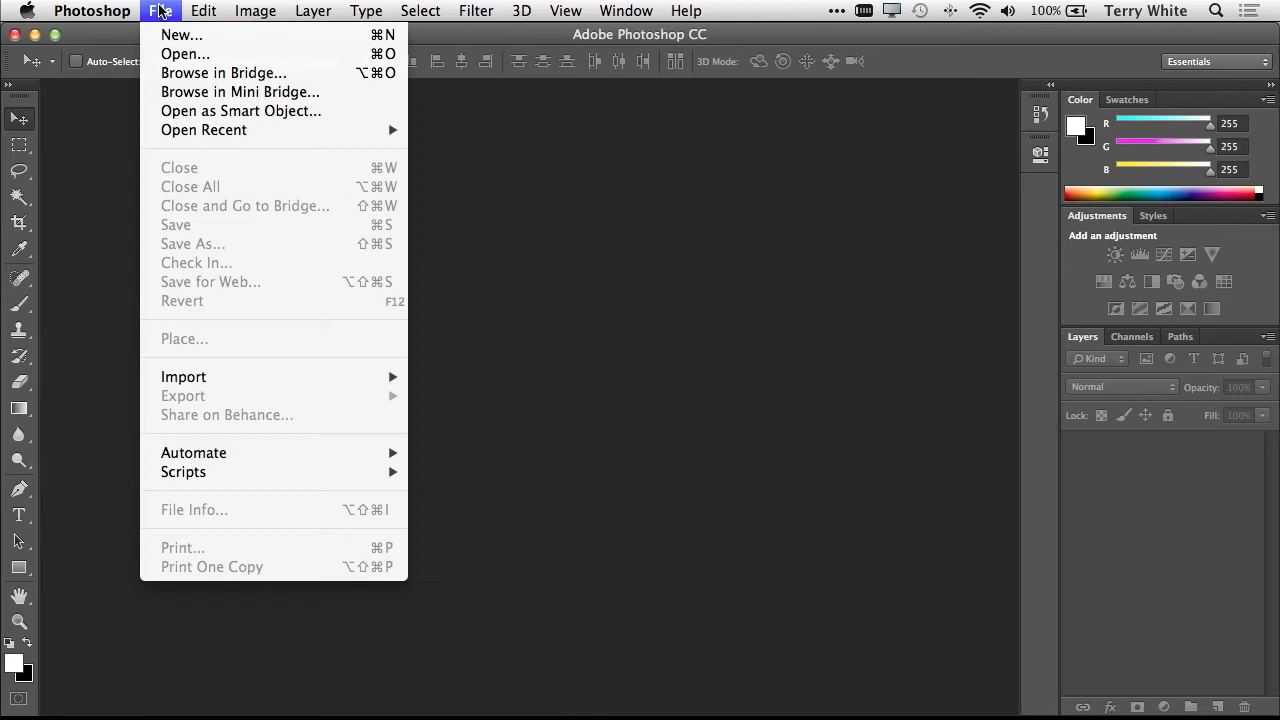 Photoshop File Edit Image Layer Type Select Filter 3D View Window Help 100% Terry White
Adobe Photoshop CC
Auto-Select: 3D Mode: Essentials
New... ⌘N
Open... ⌘O
Browse in Bridge... ⌥⌘O
Browse in Mini Bridge...
Open as Smart Object...
Open Recent
Close ⌘W
Close All ⌥⌘W
Close and Go to Bridge... ⇧⌘W
Save ⌘S
Save As... ⇧⌘S
Check In...
Save for Web... ⌥⇧⌘S
Revert F12
Place...
Import
Export
Share on Behance...
Automate
Scripts
File Info... ⌥⇧⌘I
Print... ⌘P
Print One Copy ⌥⇧⌘P
Color Swatches
R 255
G 255
B 255
Adjustments Styles
Add an adjustment
Layers Channels Paths
Kind
Normal Opacity: 100%
Lock: Fill: 100%